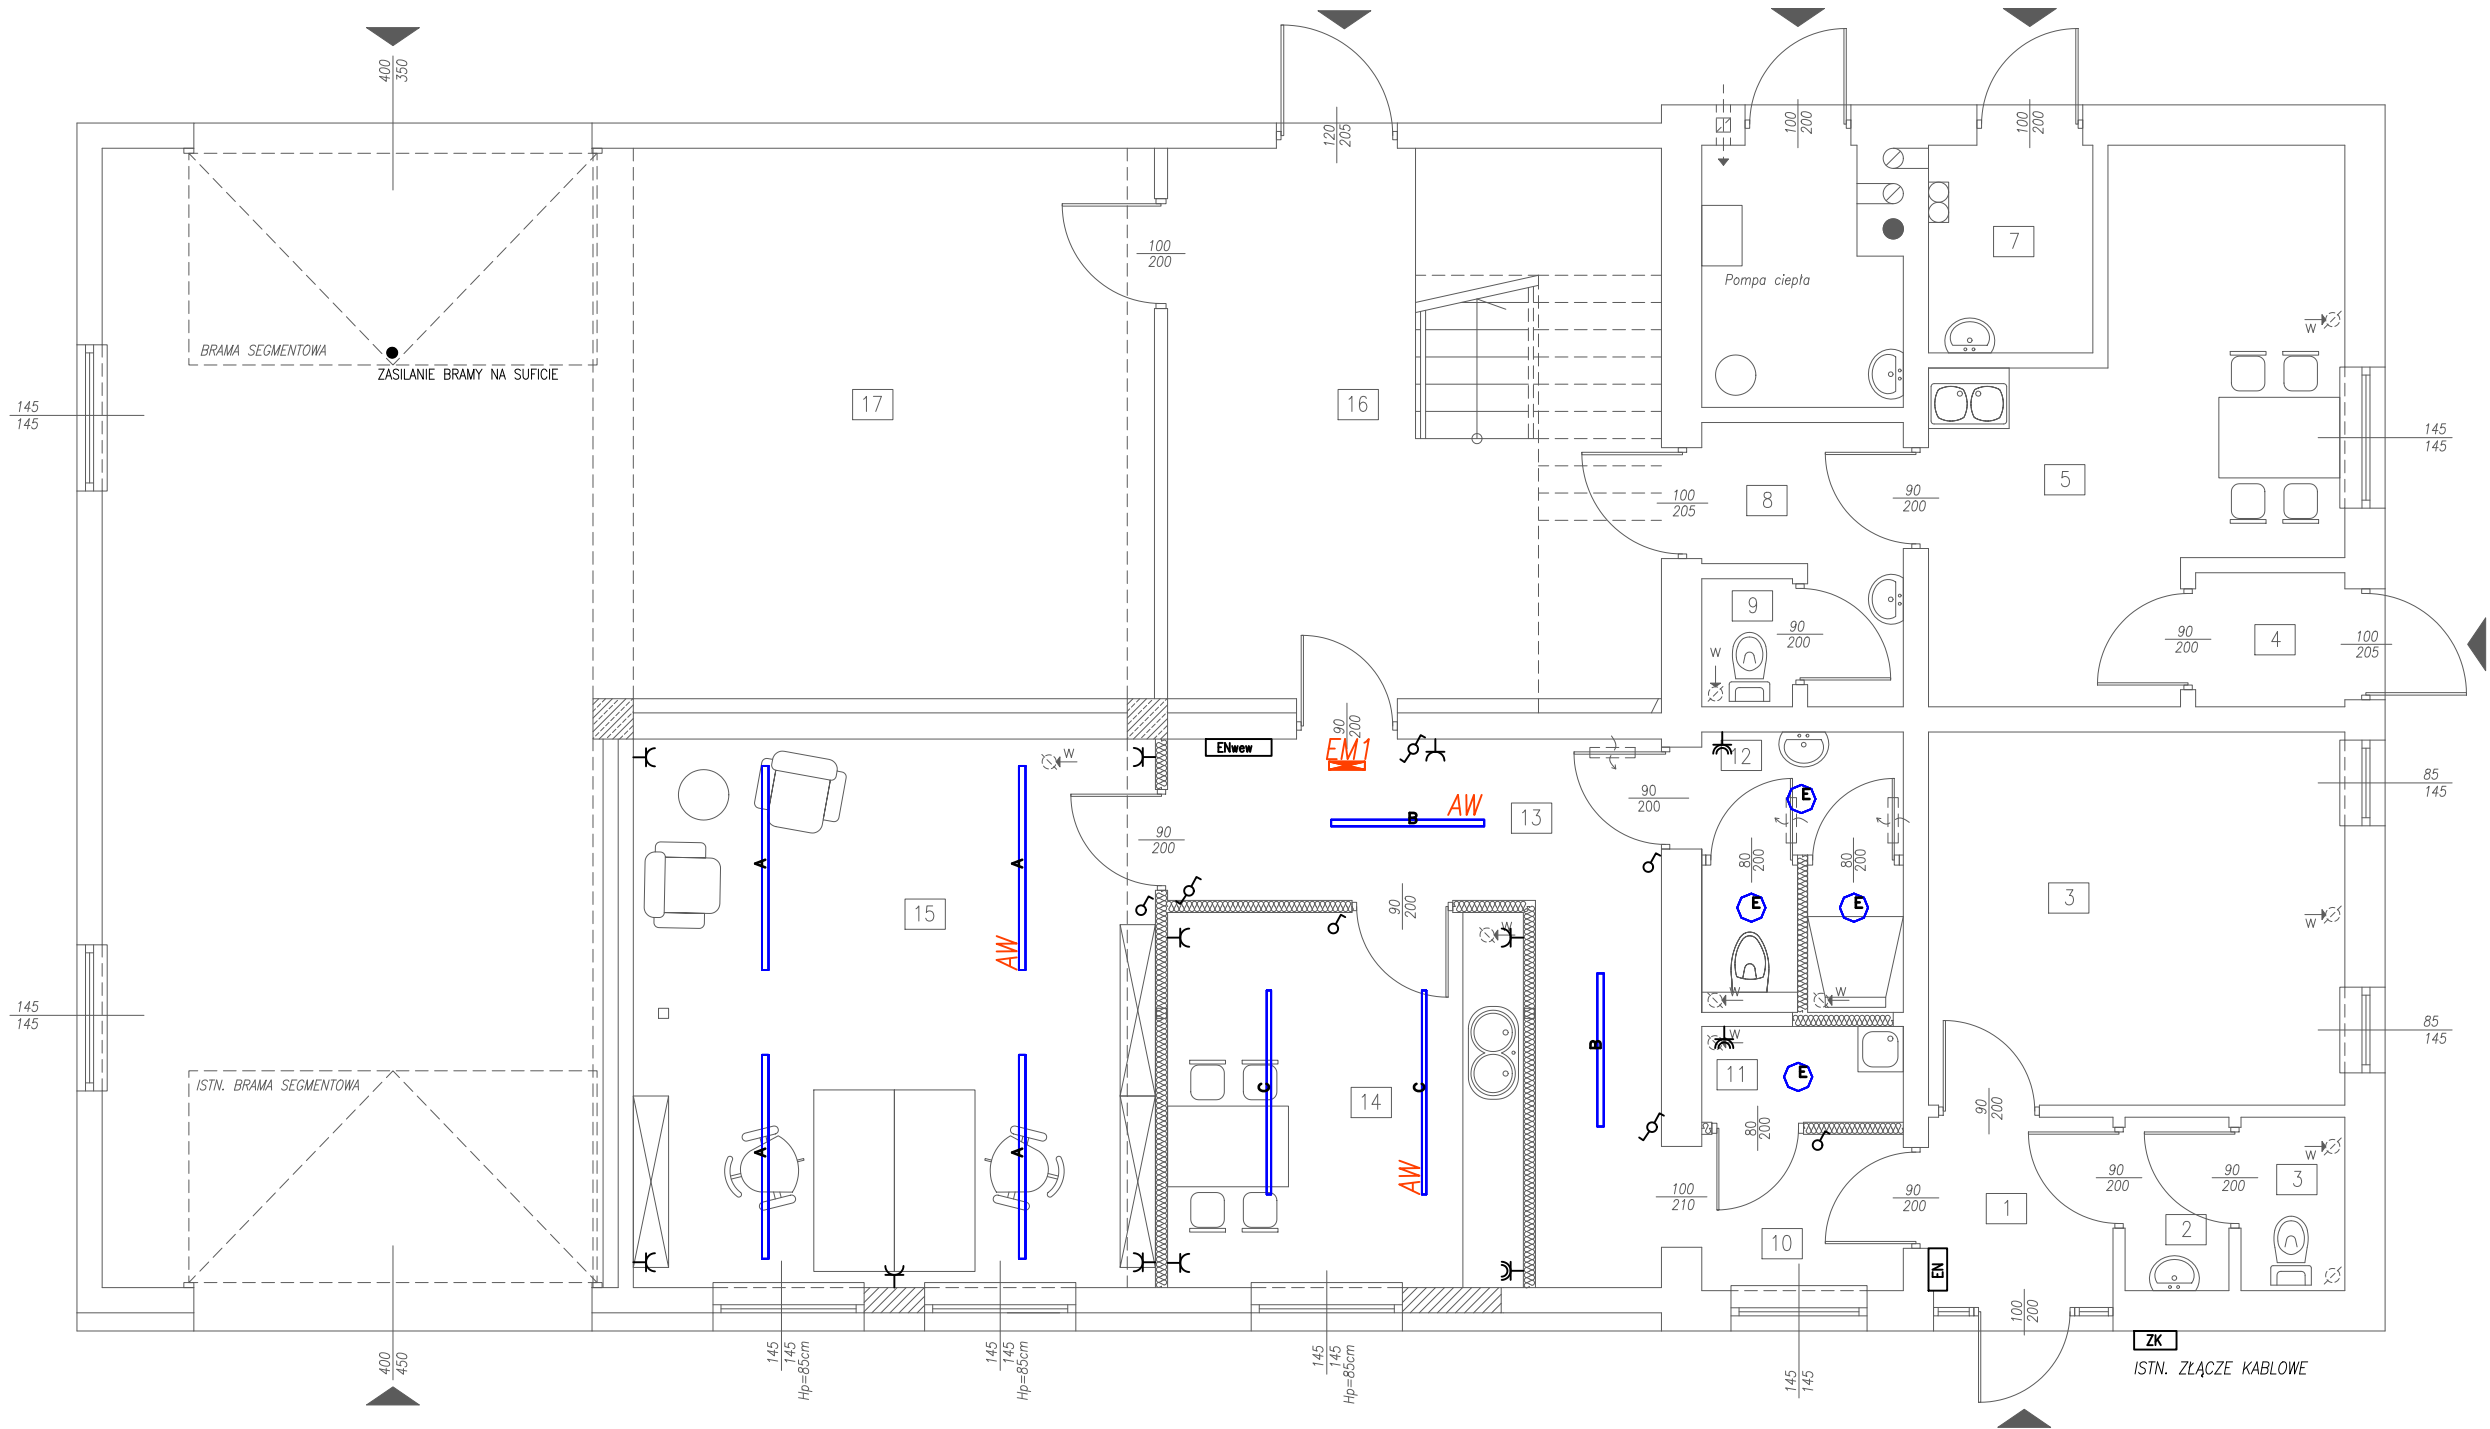 400
350
120
205
100
200
100
200
100
200
7
Pompa ciepła
W
BRAMA SEGMENTOWA
ZASILANIE BRAMY NA SUFICIE
17
16
145
145
145
145
5
8
100
205
90
200
9
90
200
W
90
200
4
100
205
90
200
EM1
ENwew
W
12
85
145
A
A
B
AW
13
90
200
E
90
200
80
200
80
200
3
15
90
200
E
E
W
W
AW
W
W
145
145
85
145
B
W
ISTN. BRAMA SEGMENTOWA
C
C
14
11
E
90
200
80
200
A
A
AW
W
100
210
90
200
1
90
200
90
200
3
2
10
EN
100
200
ZK
ISTN. ZŁĄCZE KABLOWE
400
450
145
145
Hp=85cm
145
145
Hp=85cm
145
145
Hp=85cm
145
145